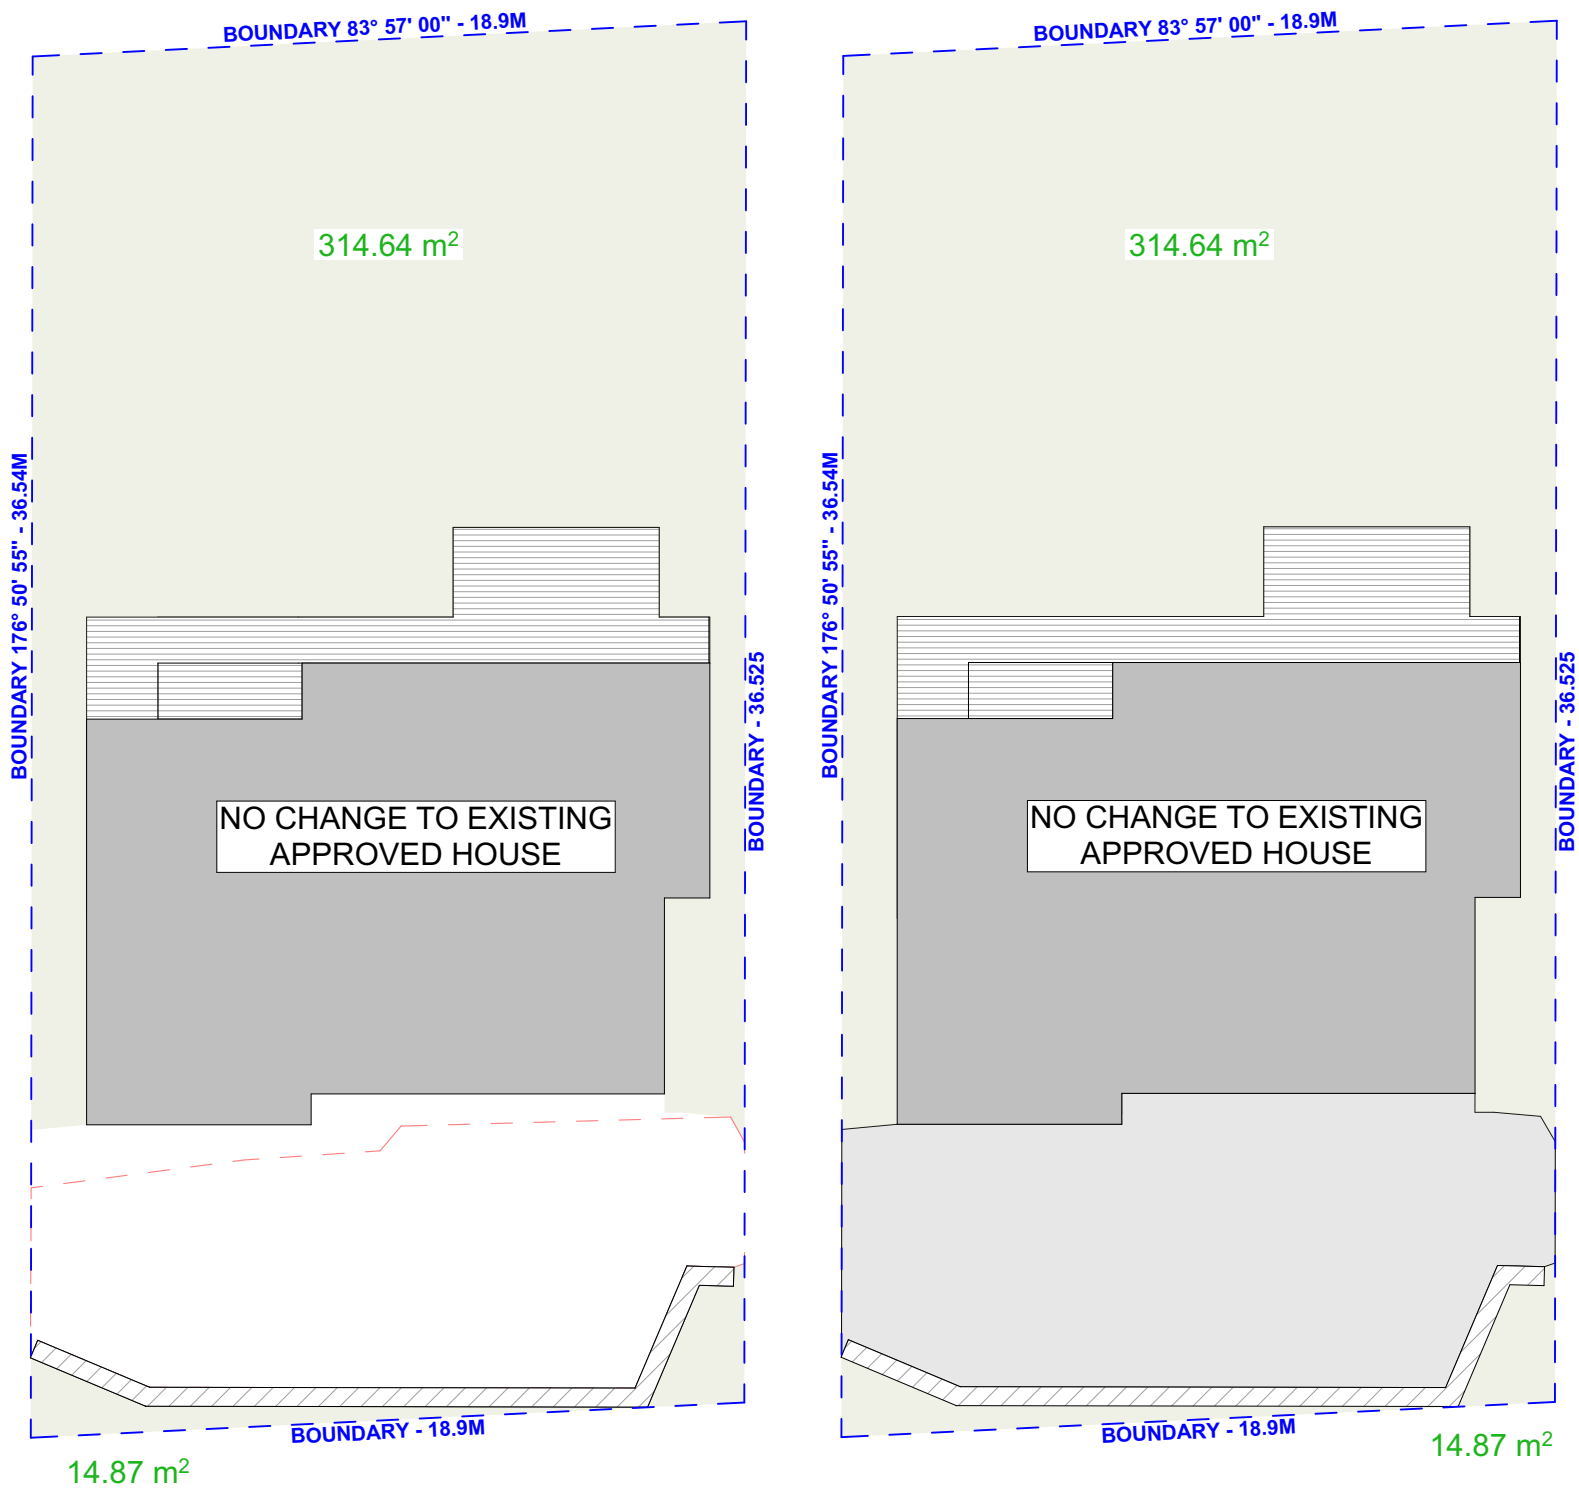 BOUNDARY 83° 57' 00" - 18.9M
314.64 m²
BOUNDARY 176° 50' 55" - 36.54M
BOUNDARY - 36.525
NO CHANGE TO EXISTING
APPROVED HOUSE
BOUNDARY - 18.9M
14.87 m²
BOUNDARY 83° 57' 00" - 18.9M
314.64 m²
BOUNDARY 176° 50' 55" - 36.54M
BOUNDARY - 36.525
NO CHANGE TO EXISTING
APPROVED HOUSE
BOUNDARY - 18.9M
14.87 m²